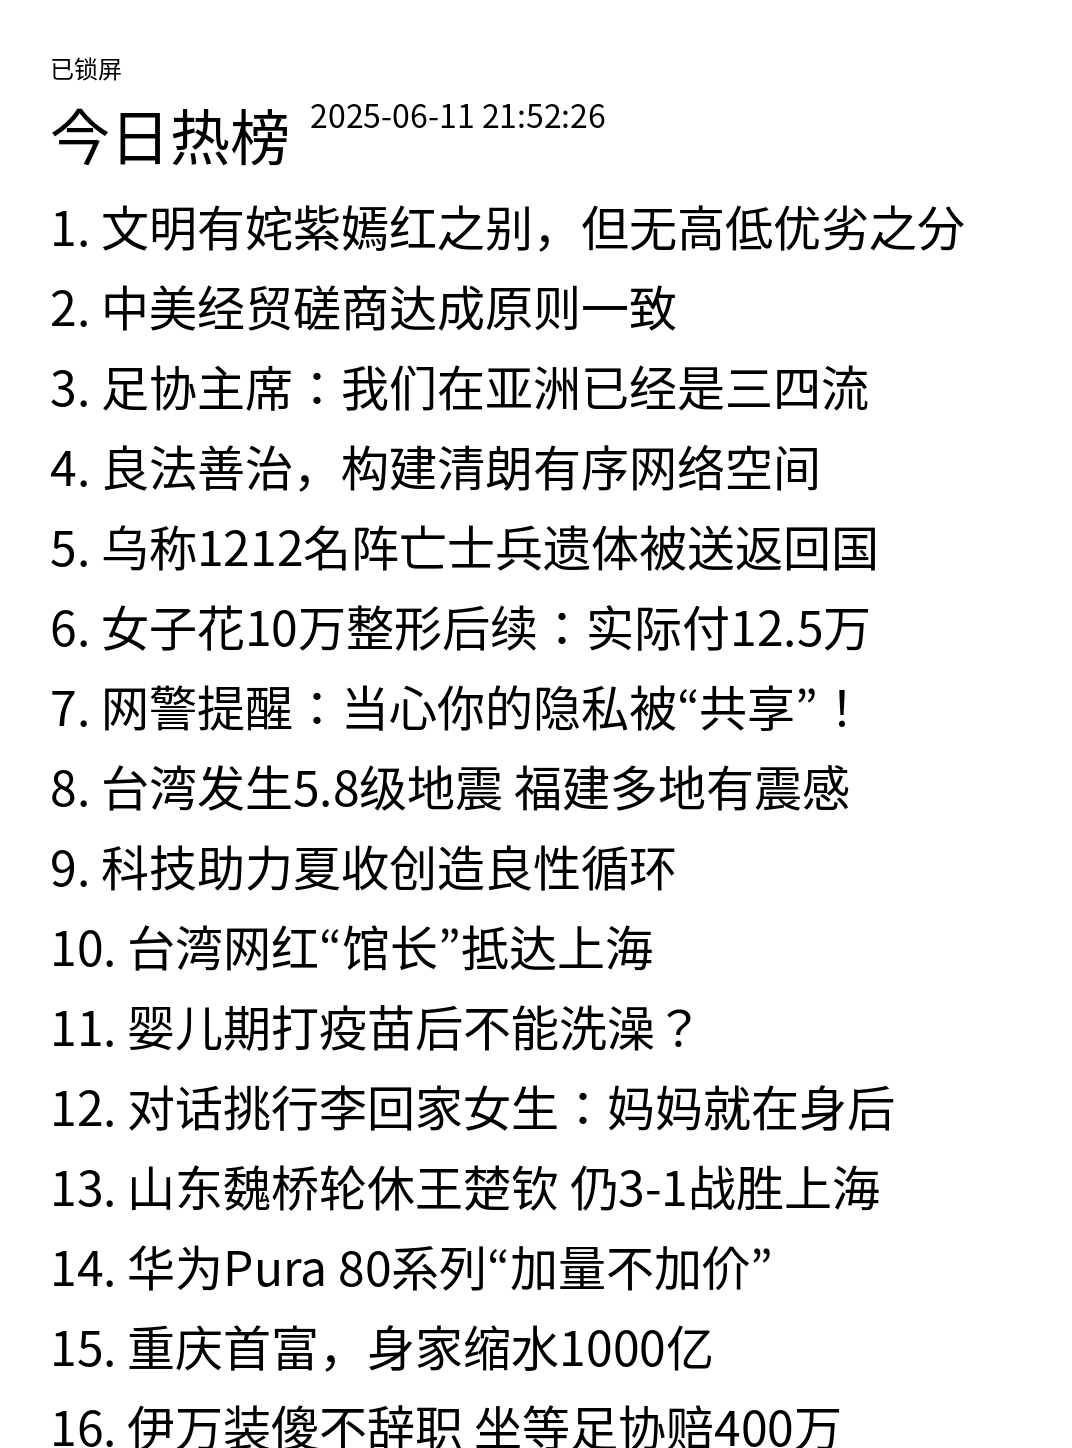 已锁屏
今日热榜 2025-06-11 21:52:26
1. 文明有姹紫嫣红之别，但无高低优劣之分
2. 中美经贸磋商达成原则一致
3. 足协主席：我们在亚洲已经是三四流
4. 良法善治，构建清朗有序网络空间
5. 乌称1212名阵亡士兵遗体被送返回国
6. 女子花10万整形后续：实际付12.5万
7. 网警提醒：当心你的隐私被“共享”！
8. 台湾发生5.8级地震 福建多地有震感
9. 科技助力夏收创造良性循环
10. 台湾网红“馆长”抵达上海
11. 婴儿期打疫苗后不能洗澡？
12. 对话挑行李回家女生：妈妈就在身后
13. 山东魏桥轮休王楚钦 仍3-1战胜上海
14. 华为Pura 80系列“加量不加价”
15. 重庆首富，身家缩水1000亿
16. 伊万装傻不辞职 坐等足协赔400万